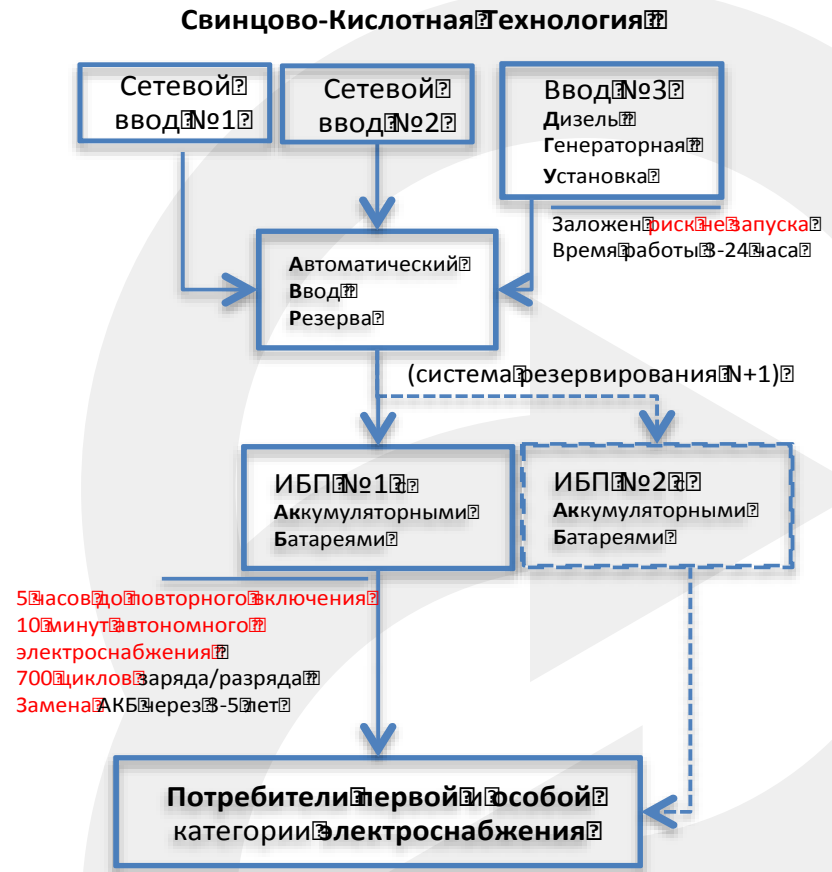 Свинцово-Кислотная Технология
Сетевой
ввод №1
Сетевой
ввод №2
Ввод №3
Дизель
Генераторная
Установка
Заложен риск не запуска
Время работы 3-24 часа
Автоматический
Ввод
Резерва
(система резервирования N+1)
ИБП №1 с
Аккумуляторными
Батареями
ИБП №2 с
Аккумуляторными
Батареями
5 часов до повторного включения
10 минут автономного
электроснабжения
700 циклов заряда/разряда
Замена АКБ через 3-5 лет
Потребители первой и особой
категории электроснабжения